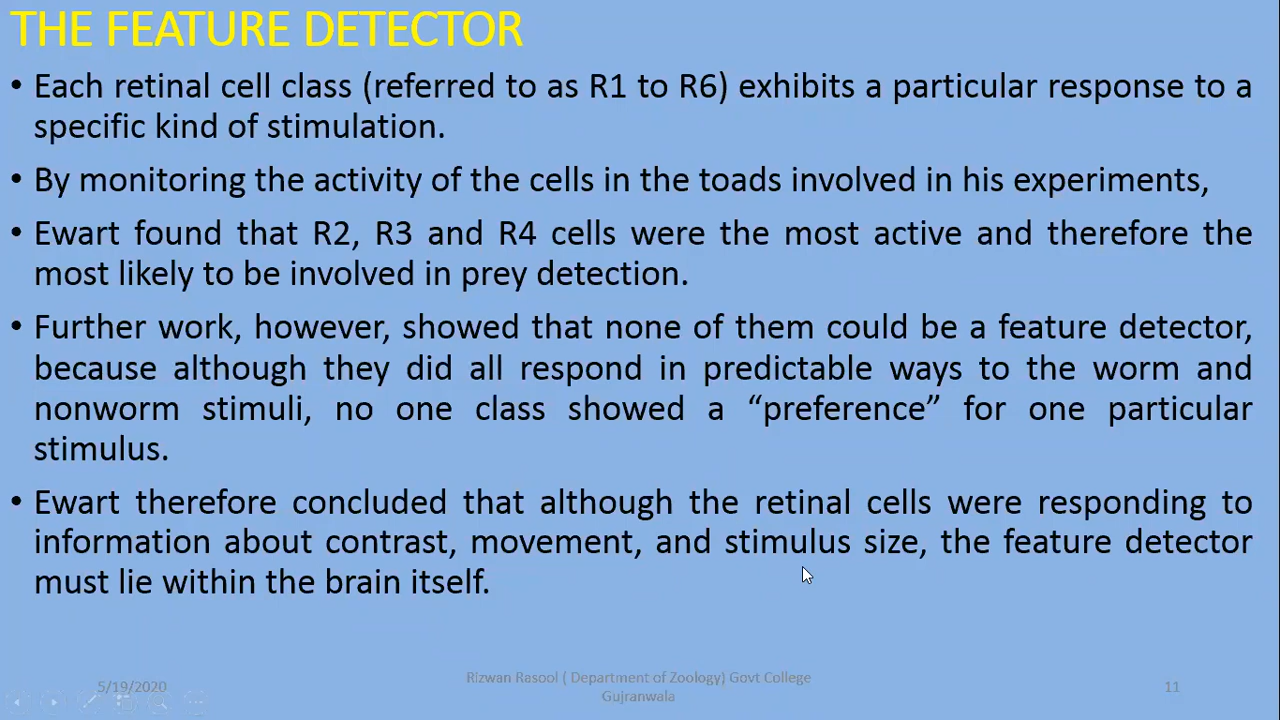 THE FEATURE DETECTOR
• Each retinal cell class (referred to as R1 to R6) exhibits a particular response to a
specific kind of stimulation.
• By monitoring the activity of the cells in the toads involved in his experiments,
• Ewart found that R2, R3 and R4 cells were the most active and therefore the
most likely to be involved in prey detection.
• Further work, however, showed that none of them could be a feature detector,
because although they did all respond in predictable ways to the worm and
nonworm stimuli, no one class showed a “preference” for one particular
stimulus.
• Ewart therefore concluded that although the retinal cells were responding to
information about contrast, movement, and stimulus size, the feature detector
must lie within the brain itself.
5/19/2020
Rizwan Rasool ( Department of Zoology) Govt College
Gujranwala
11